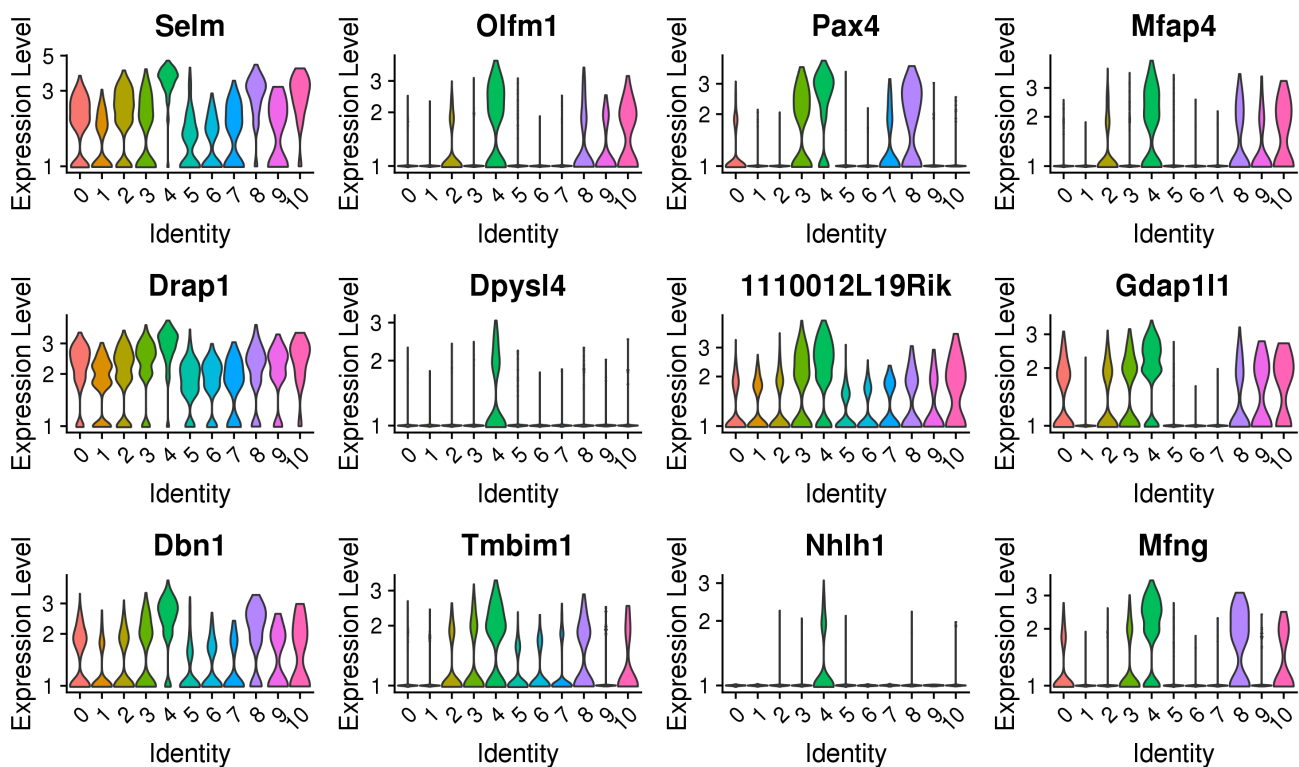 Selm
Olfm1
Pax4
Mfap4
Expression Level
5
3
1
0 1 2 3 4 5 6 7 8 9 10
Identity
Expression Level
3
2
1
0 1 2 3 4 5 6 7 8 9 10
Identity
Expression Level
3
2
1
0 1 2 3 4 5 6 7 8 9 10
Identity
Expression Level
3
2
1
0 1 2 3 4 5 6 7 8 9 10
Identity
Drap1
Dpysl4
1110012L19Rik
Gdap1l1
Expression Level
3
2
1
0 1 2 3 4 5 6 7 8 9 10
Identity
Expression Level
3
2
1
0 1 2 3 4 5 6 7 8 9 10
Identity
Expression Level
3
2
1
0 1 2 3 4 5 6 7 8 9 10
Identity
Expression Level
3
2
1
0 1 2 3 4 5 6 7 8 9 10
Identity
Dbn1
Tmbim1
Nhlh1
Mfng
Expression Level
3
2
1
0 1 2 3 4 5 6 7 8 9 10
Identity
Expression Level
3
2
1
0 1 2 3 4 5 6 7 8 9 10
Identity
Expression Level
3
2
1
0 1 2 3 4 5 6 7 8 9 10
Identity
Expression Level
3
2
1
0 1 2 3 4 5 6 7 8 9 10
Identity